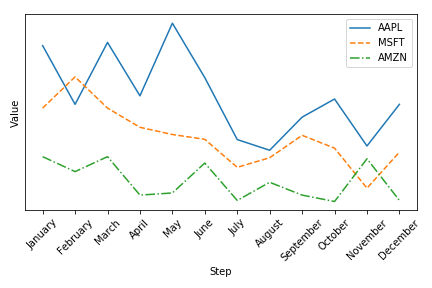 AAPL
MSFT
AMZN
Value
January
February
March
April
May
June
July
August
September
October
November
December
Step